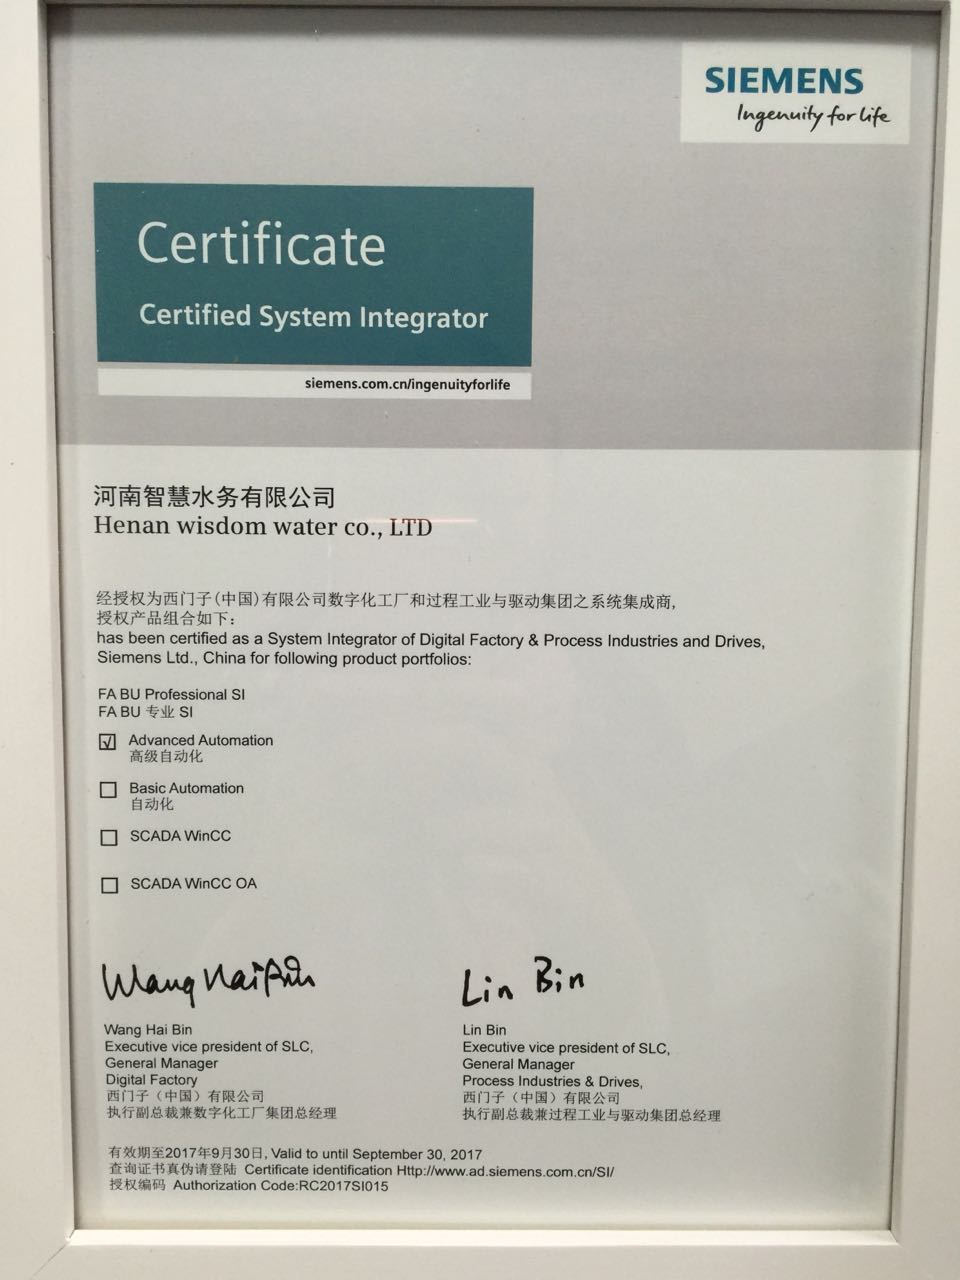 SIEMENS
Ingenuity for life
Certificate
Certified System Integrator
siemens.com.cn/ingenuityforlife
河南智慧水务有限公司
Henan wisdom water co., LTD
经授权为西门子(中国)有限公司数字化工厂和过程工业与驱动集团之系统集成商,
授权产品组合如下:
has been certified as a System Integrator of Digital Factory & Process Industries and Drives,
Siemens Ltd., China for following product portfolios:
FA BU Professional SI
FA BU 专业 SI
Advanced Automation
高级自动化
Basic Automation
自动化
SCADA WinCC
SCADA WinCC OA
Wang Hai Bin Lin Bin
Wang Hai Bin
Executive vice president of SLC,
General Manager
Digital Factory
西门子（中国）有限公司
执行副总裁兼数字化工厂集团总经理
Lin Bin
Executive vice president of SLC,
General Manager
Process Industries & Drives,
西门子（中国）有限公司
执行副总裁兼过程工业与驱动集团总经理
有效期至2017年9月30日, Valid to until September 30, 2017
查询证书真伪请登陆 Certificate identification Http://www.ad.siemens.com.cn/SI/
授权编码 Authorization Code:RC2017SI015